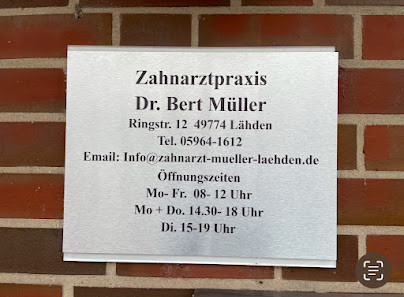 Zahnarztpraxis
Dr. Bert Müller
Ringstr. 12 49774 Lähden
Tel. 05964-1612
Email: Info@zahnarzt-mueller-laehden.de
Öffnungszeiten
Mo- Fr. 08- 12 Uhr
Mo + Do. 14.30- 18 Uhr
Di. 15-19 Uhr